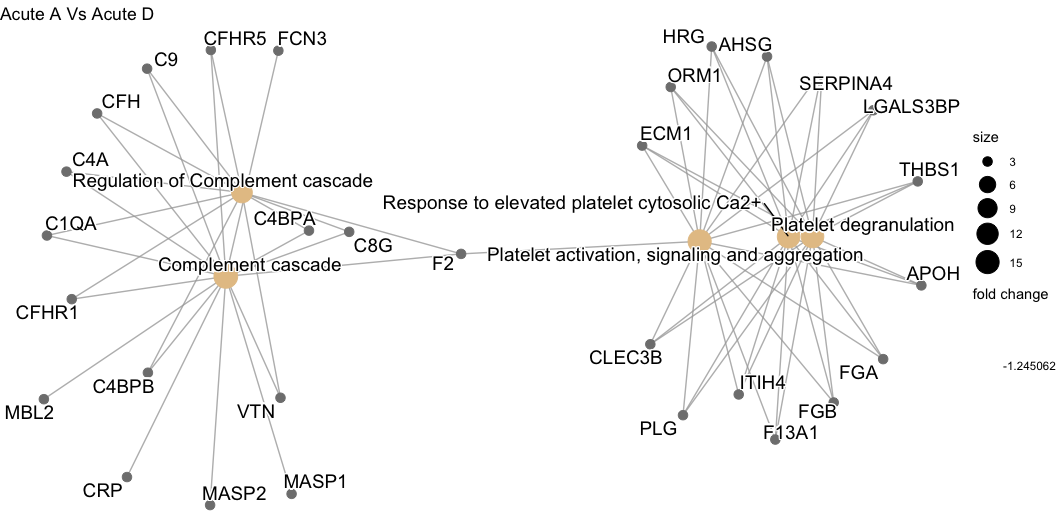 Acute A Vs Acute D
CFHR5
FCN3
C9
CFH
C4A
Regulation of Complement cascade
C1QA
C4BPA
C8G
Complement cascade
F2
CFHR1
C4BPB
MBL2
VTN
CRP
MASP2
MASP1
HRG
AHSG
ORM1
SERPINA4
LGALS3BP
ECM1
THBS1
Response to elevated platelet cytosolic Ca2+
Platelet degranulation
Platelet activation, signaling and aggregation
APOH
CLEC3B
FGA
ITIH4
FGB
PLG
F13A1
size
3
6
9
12
15
fold change
-1.245062